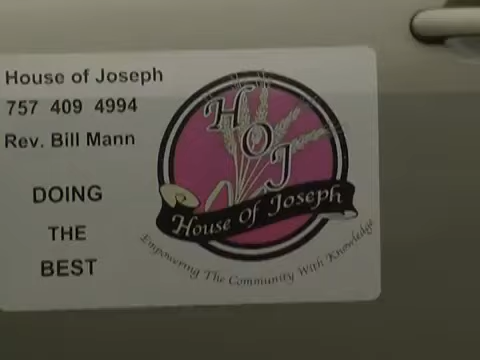 House of Joseph
757 409 4994
Rev. Bill Mann
DOING
THE
BEST
HOJ
House Of Joseph
Empowering The Community With Knowledge